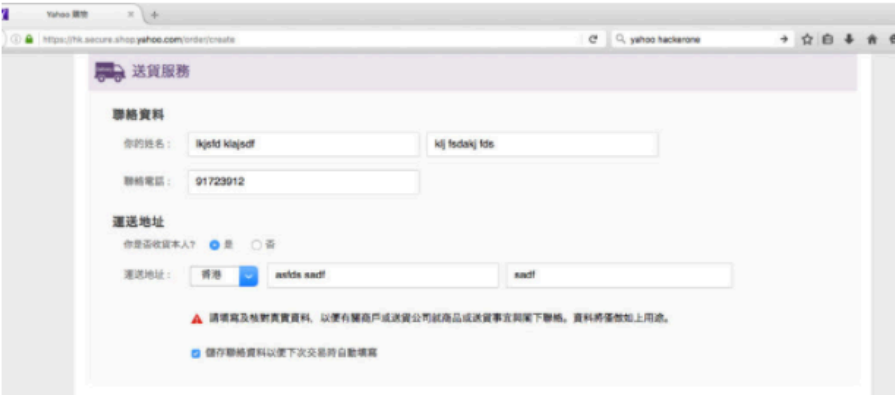 Yahoo 購物
https://hk.secure.shop.yahoo.com/order/create
yahoo hackerone
送貨服務
聯絡資料
你的姓名： lkjsfd klajsdf klj fsdakj fds
聯絡電話： 91723912
運送地址
你是否收貨本人? 是 否
運送地址： 香港 asfds sadf sadf
請填寫及核對真實資料，以便有關商戶或送貨公司就商品或送貨事宜與閣下聯絡。資料將僅做如上用途。
儲存聯絡資料以便下次交易時自動填寫